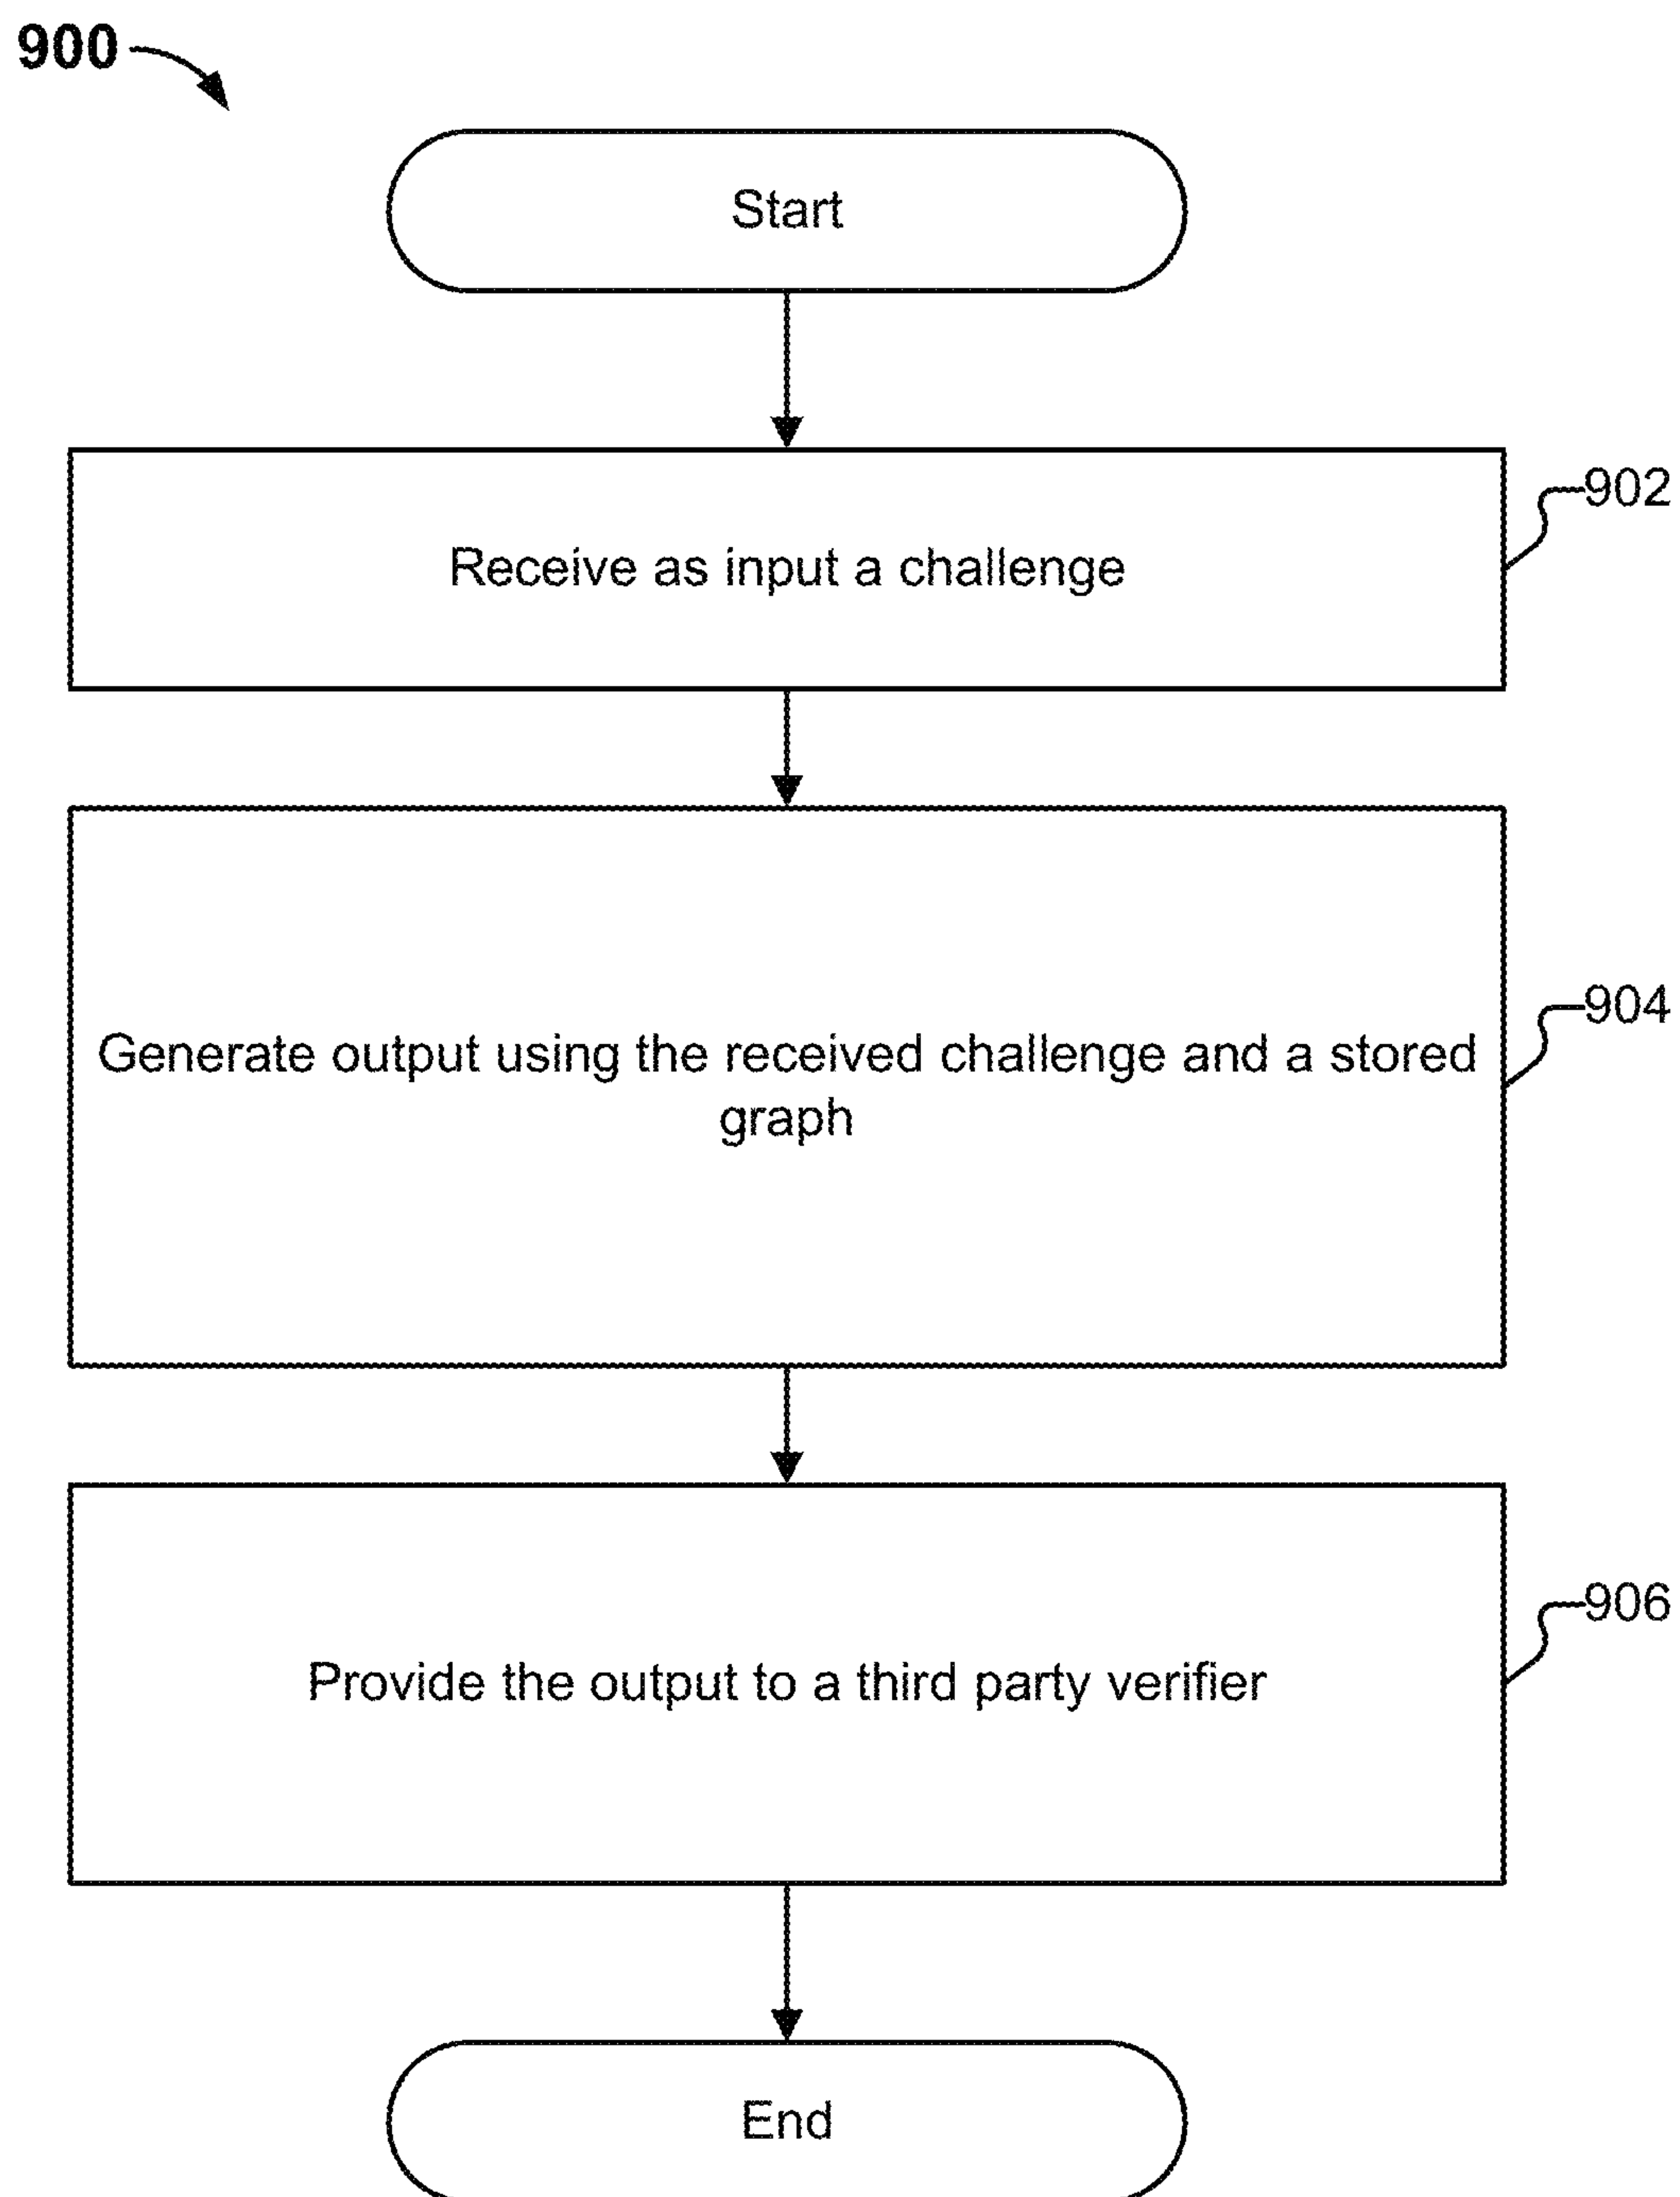 900
Start
Receive as input a challenge
902
Generate output using the received challenge and a stored
graph
904
Provide the output to a third party verifier
906
End